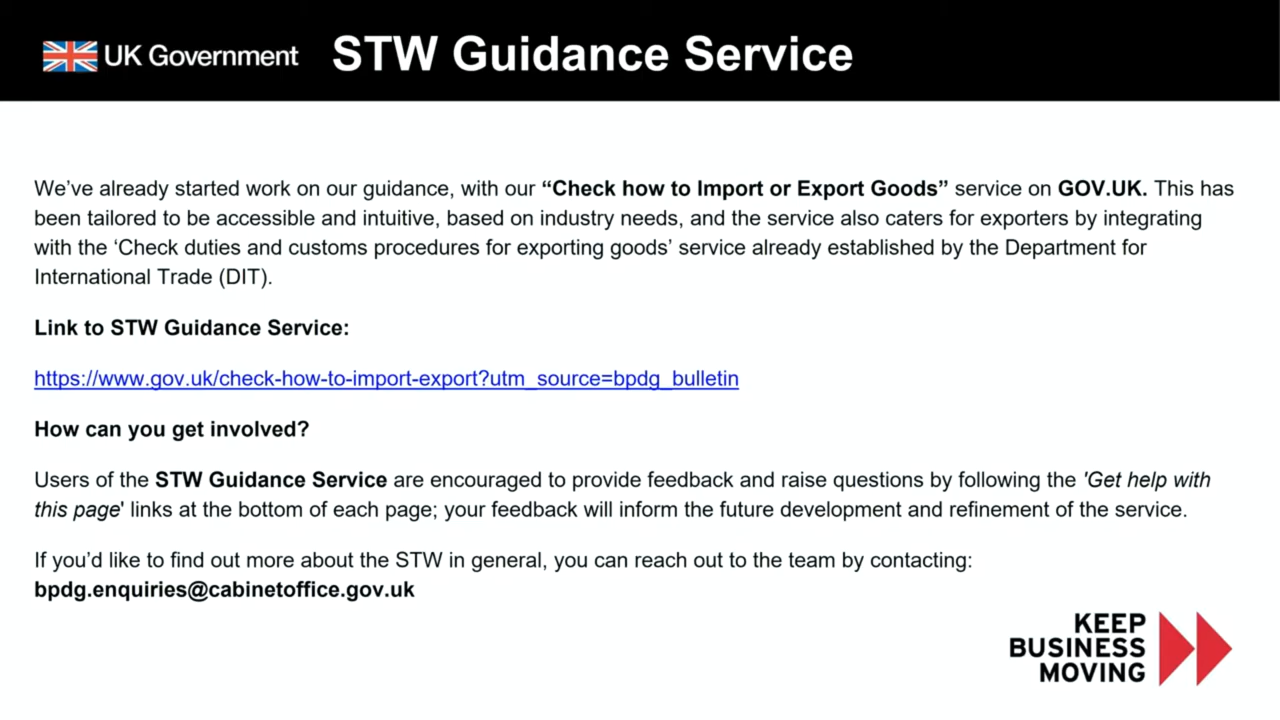 UK Government
STW Guidance Service
We’ve already started work on our guidance, with our “Check how to Import or Export Goods” service on GOV.UK. This has
been tailored to be accessible and intuitive, based on industry needs, and the service also caters for exporters by integrating
with the ‘Check duties and customs procedures for exporting goods’ service already established by the Department for
International Trade (DIT).
Link to STW Guidance Service:
https://www.gov.uk/check-how-to-import-export?utm_source=bpdg_bulletin
How can you get involved?
Users of the STW Guidance Service are encouraged to provide feedback and raise questions by following the 'Get help with
this page' links at the bottom of each page; your feedback will inform the future development and refinement of the service.
If you’d like to find out more about the STW in general, you can reach out to the team by contacting:
bpdg.enquiries@cabinetoffice.gov.uk
KEEP
BUSINESS
MOVING